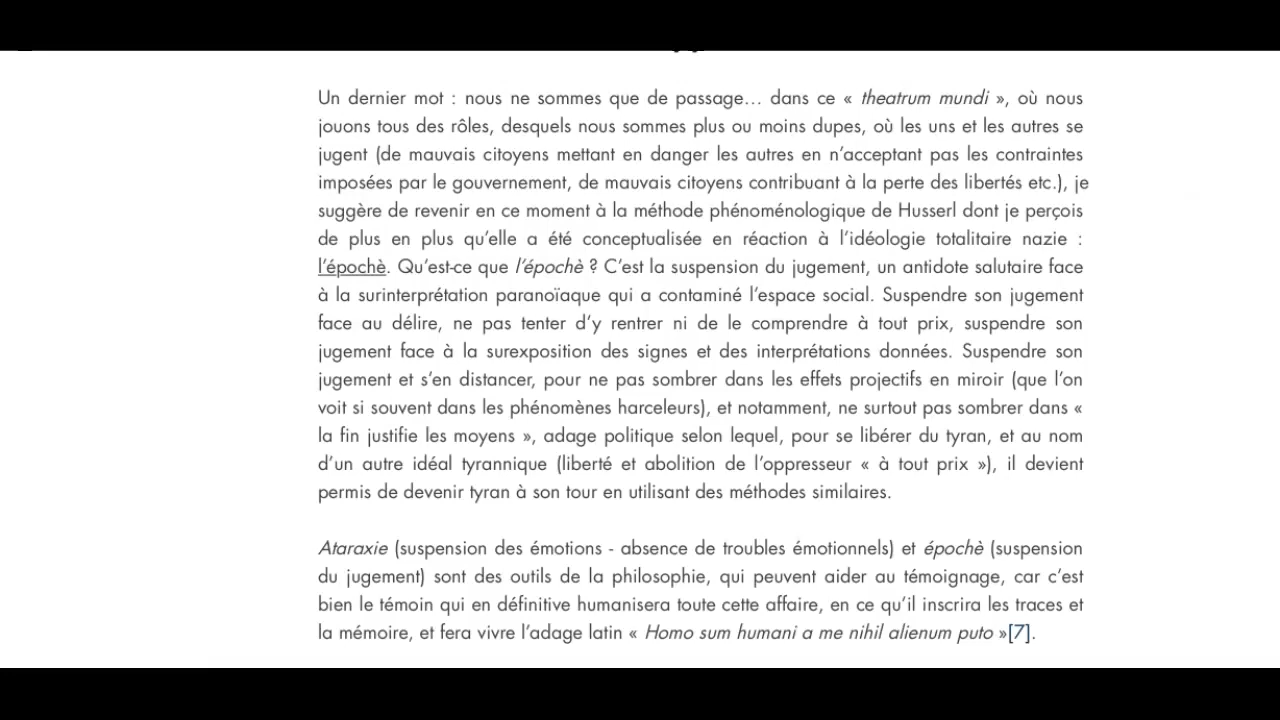 Un dernier mot : nous ne sommes que de passage… dans ce « theatrum mundi », où nous
jouons tous des rôles, desquels nous sommes plus ou moins dupes, où les uns et les autres se
jugent (de mauvais citoyens mettant en danger les autres en n’acceptant pas les contraintes
imposées par le gouvernement, de mauvais citoyens contribuant à la perte des libertés etc.), je
suggère de revenir en ce moment à la méthode phénoménologique de Husserl dont je perçois
de plus en plus qu’elle a été conceptualisée en réaction à l’idéologie totalitaire nazie :
l’épochè. Qu’est-ce que l’épochè ? C’est la suspension du jugement, un antidote salutaire face
à la surinterprétation paranoïaque qui a contaminé l’espace social. Suspendre son jugement
face au délire, ne pas tenter d’y rentrer ni de le comprendre à tout prix, suspendre son
jugement face à la surexposition des signes et des interprétations données. Suspendre son
jugement et s’en distancer, pour ne pas sombrer dans les effets projectifs en miroir (que l’on
voit si souvent dans les phénomènes harceleurs), et notamment, ne surtout pas sombrer dans «
la fin justifie les moyens », adage politique selon lequel, pour se libérer du tyran, et au nom
d’un autre idéal tyrannique (liberté et abolition de l’oppresseur « à tout prix »), il devient
permis de devenir tyran à son tour en utilisant des méthodes similaires.
Ataraxie (suspension des émotions - absence de troubles émotionnels) et épochè (suspension
du jugement) sont des outils de la philosophie, qui peuvent aider au témoignage, car c’est
bien le témoin qui en définitive humanisera toute cette affaire, en ce qu’il inscrira les traces et
la mémoire, et fera vivre l’adage latin « Homo sum humani a me nihil alienum puto »[7].